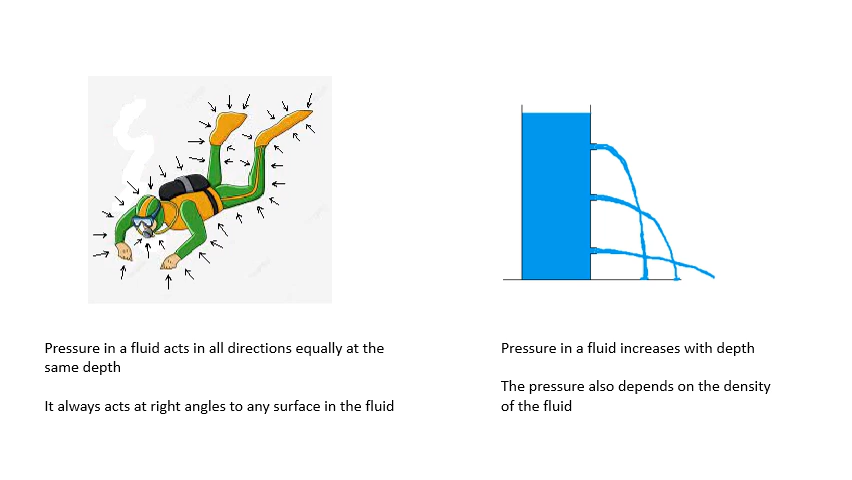 Pressure in a fluid acts in all directions equally at the
same depth
It always acts at right angles to any surface in the fluid
Pressure in a fluid increases with depth
The pressure also depends on the density
of the fluid